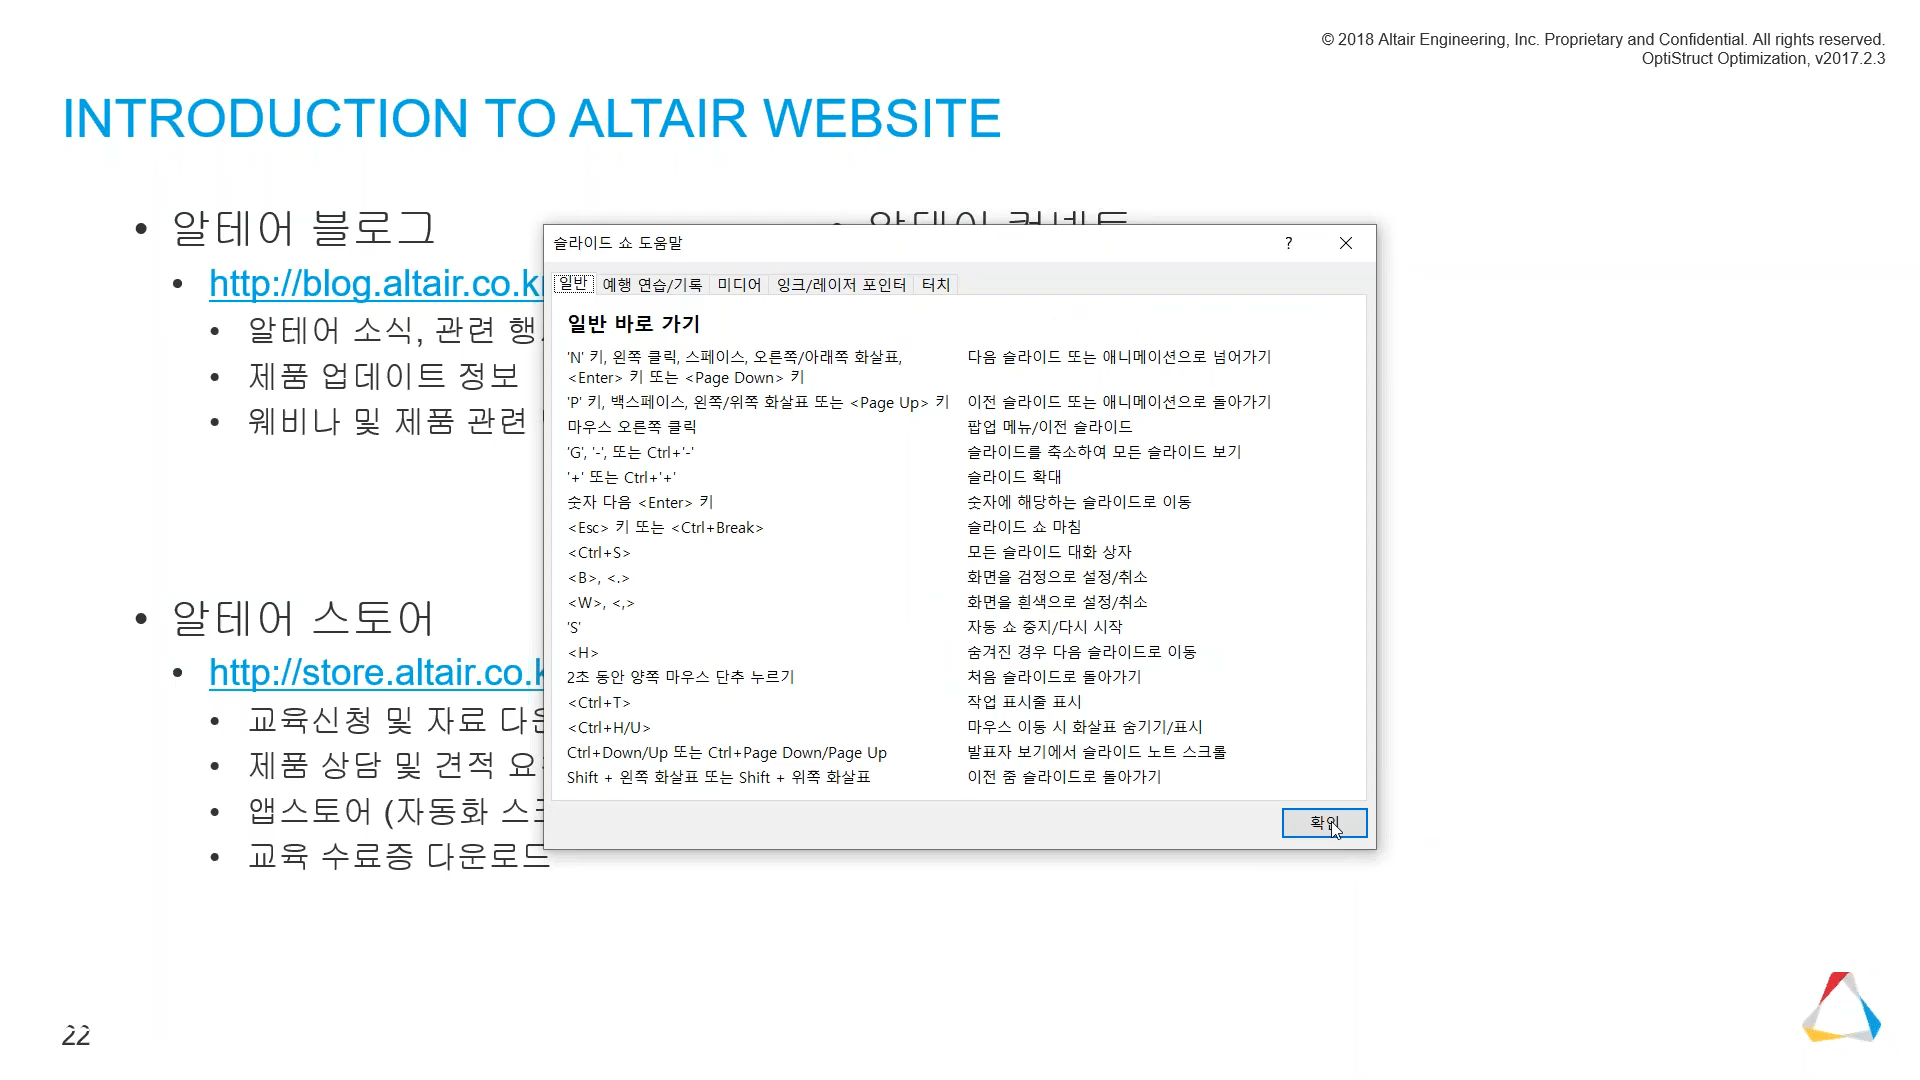 © 2018 Altair Engineering, Inc. Proprietary and Confidential. All rights reserved.
OptiStruct Optimization, v2017.2.3
INTRODUCTION TO ALTAIR WEBSITE
• 알테어 블로그
• http://blog.altair.co.kr
• 알테어 소식, 관련
• 제품 업데이트 정보
• 웨비나 및 제품 관련
• 알테어 스토어
• http://store.altair.co.k
• 교육신청 및 자료
• 제품 상담 및 견적
• 앱스토어 (자동화
• 교육 수료증 다운로드
슬라이드 쇼 도움말
?
일반 예행 연습/기록 미디어 잉크/레이저 포인터 터치
일반 바로 가기
'N' 키, 왼쪽 클릭, 스페이스, 오른쪽/아래쪽 화살표, 다음 슬라이드 또는 애니메이션으로 넘어가기
<Enter> 키 또는 <Page Down> 키
'P' 키, 백스페이스, 왼쪽/위쪽 화살표 또는 <Page Up> 키 이전 슬라이드 또는 애니메이션으로 돌아가기
마우스 오른쪽 클릭 팝업 메뉴/이전 슬라이드
'G', '-', 또는 Ctrl+'-' 슬라이드를 축소하여 모든 슬라이드 보기
'+' 또는 Ctrl+'+' 슬라이드 확대
숫자 다음 <Enter> 키 숫자에 해당하는 슬라이드로 이동
<Esc> 키 또는 <Ctrl+Break> 슬라이드 쇼 마침
<Ctrl+S> 모든 슬라이드 대화 상자
<B>, <.> 화면을 검정으로 설정/취소
<W>, <,> 화면을 흰색으로 설정/취소
'S' 자동 쇼 중지/다시 시작
<H> 숨겨진 경우 다음 슬라이드로 이동
2초 동안 양쪽 마우스 단추 누르기 처음 슬라이드로 돌아가기
<Ctrl+T> 작업 표시줄 표시
<Ctrl+H/U> 마우스 이동 시 화살표 숨기기/표시
Ctrl+Down/Up 또는 Ctrl+Page Down/Page Up 발표자 보기에서 슬라이드 노트 스크롤
Shift + 왼쪽 화살표 또는 Shift + 위쪽 화살표 이전 줌 슬라이드로 돌아가기
확인
22